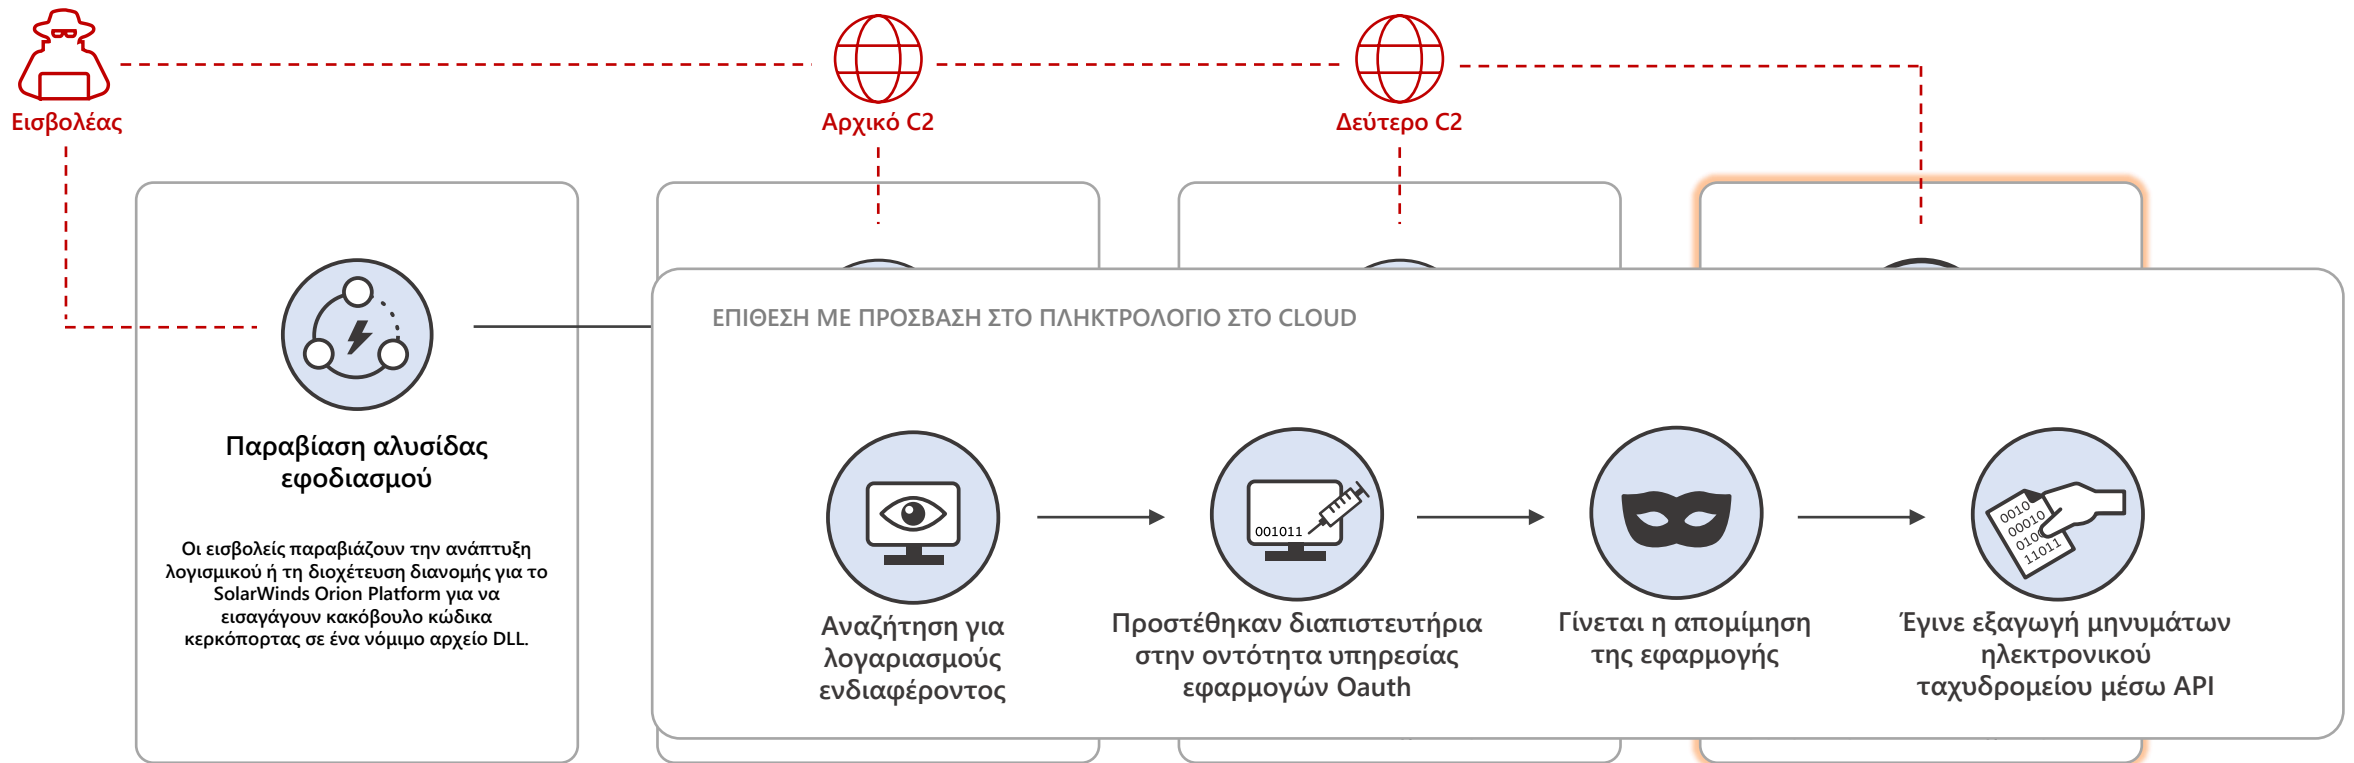 Εισβολέας
Αρχικό C2
Δεύτερο C2
Παραβίαση αλυσίδας
εφοδιασμού
Οι εισβολείς παραβιάζουν την ανάπτυξη
λογισμικού ή τη διοχέτευση διανομής για το
SolarWinds Orion Platform για να
εισαγάγουν κακόβουλο κώδικα
κερκόπορτας σε ένα νόμιμο αρχείο DLL.
ΕΠΙΘΕΣΗ ΜΕ ΠΡΟΣΒΑΣΗ ΣΤΟ ΠΛΗΚΤΡΟΛΟΓΙΟ ΣΤΟ CLOUD
Αναζήτηση για
λογαριασμούς
ενδιαφέροντος
001011
Προστέθηκαν διαπιστευτήρια
στην οντότητα υπηρεσίας
εφαρμογών Oauth
Γίνεται η απομίμηση
της εφαρμογής
0010
00010
010
11011
Έγινε εξαγωγή μηνυμάτων
ηλεκτρονικού
ταχυδρομείου μέσω API